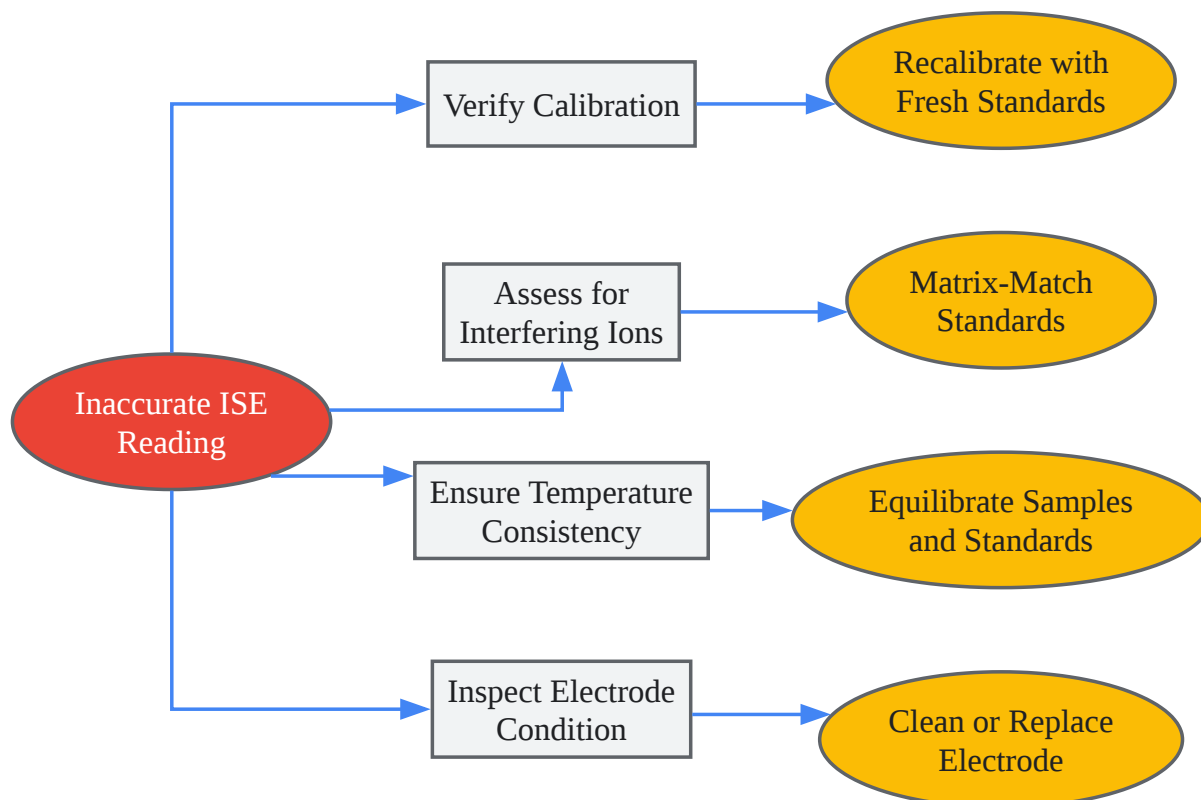 Verify Calibration
Recalibrate with
Fresh Standards
Assess for
Interfering Ions
Matrix-Match
Standards
Inaccurate ISE
Reading
Ensure Temperature
Consistency
Equilibrate Samples
and Standards
Inspect Electrode
Condition
Clean or Replace
Electrode